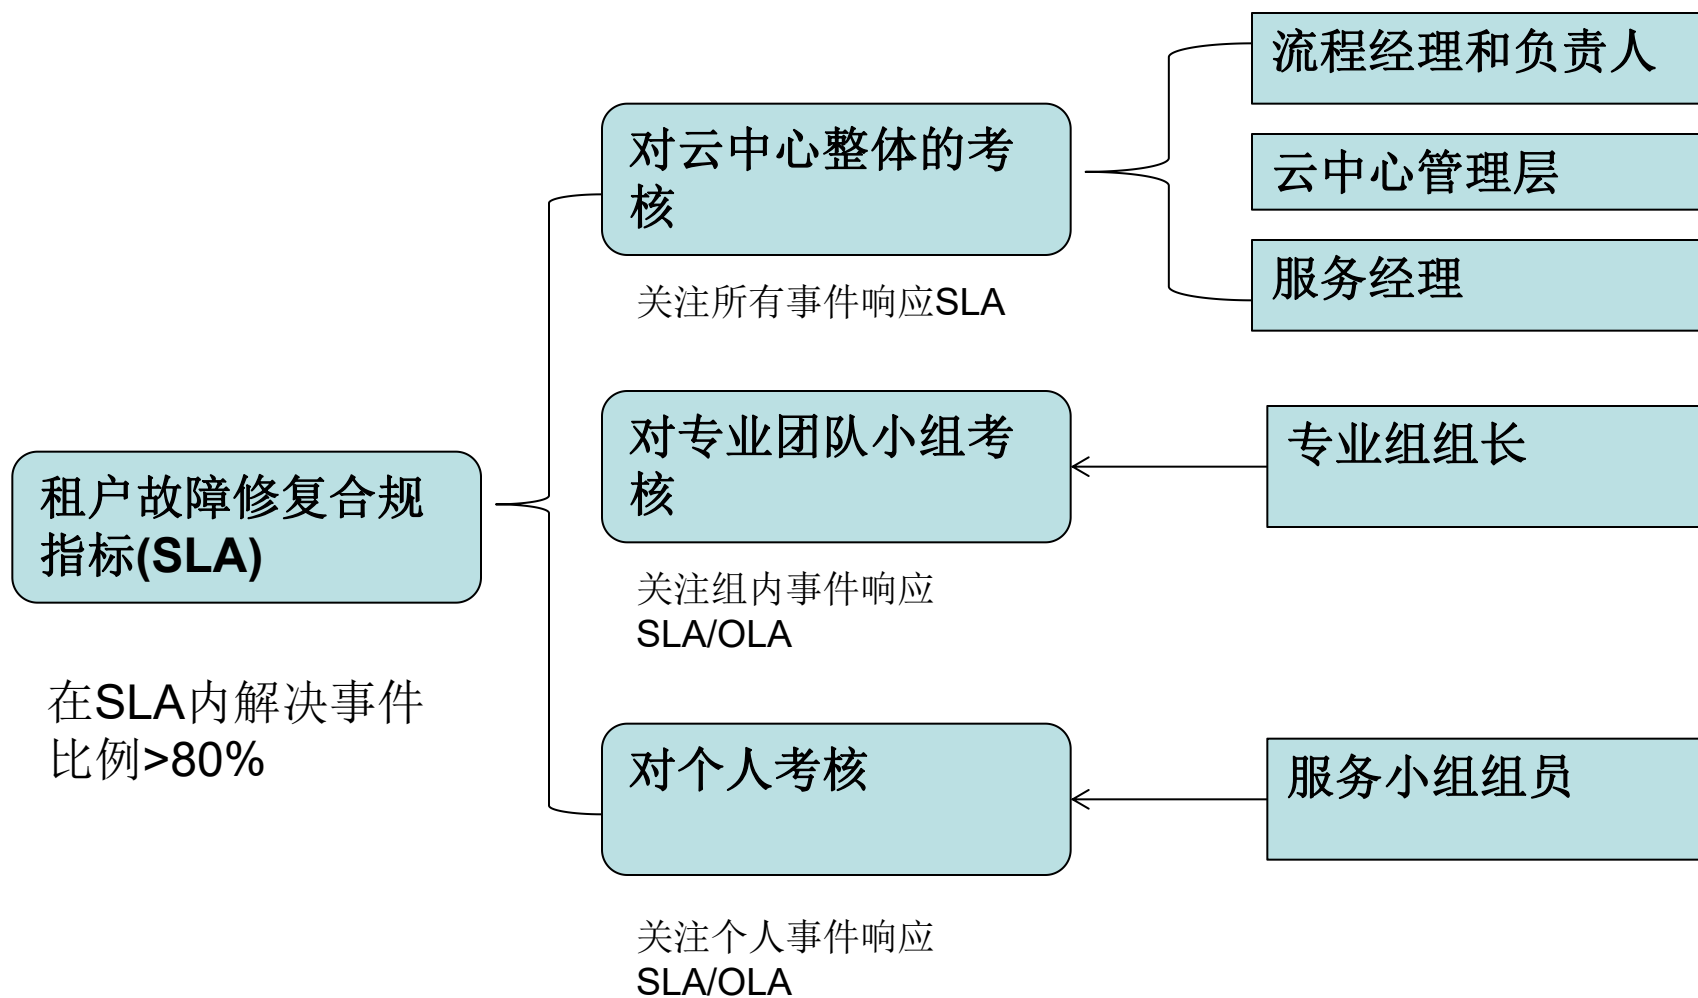 租户故障修复合规
指标(SLA)
在SLA内解决事件
比例>80%
对云中心整体的考
核
关注所有事件响应SLA
对专业团队小组考
核
关注组内事件响应
SLA/OLA
对个人考核
关注个人事件响应
SLA/OLA
流程经理和负责人
云中心管理层
服务经理
专业组组长
服务小组组员